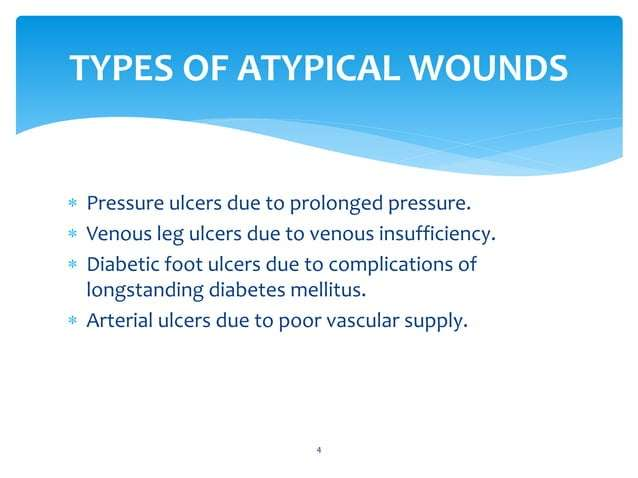 TYPES OF ATYPICAL WOUNDS
* Pressure ulcers due to prolonged pressure.
* Venous leg ulcers due to venous insufficiency.
* Diabetic foot ulcers due to complications of
longstanding diabetes mellitus.
* Arterial ulcers due to poor vascular supply.
4